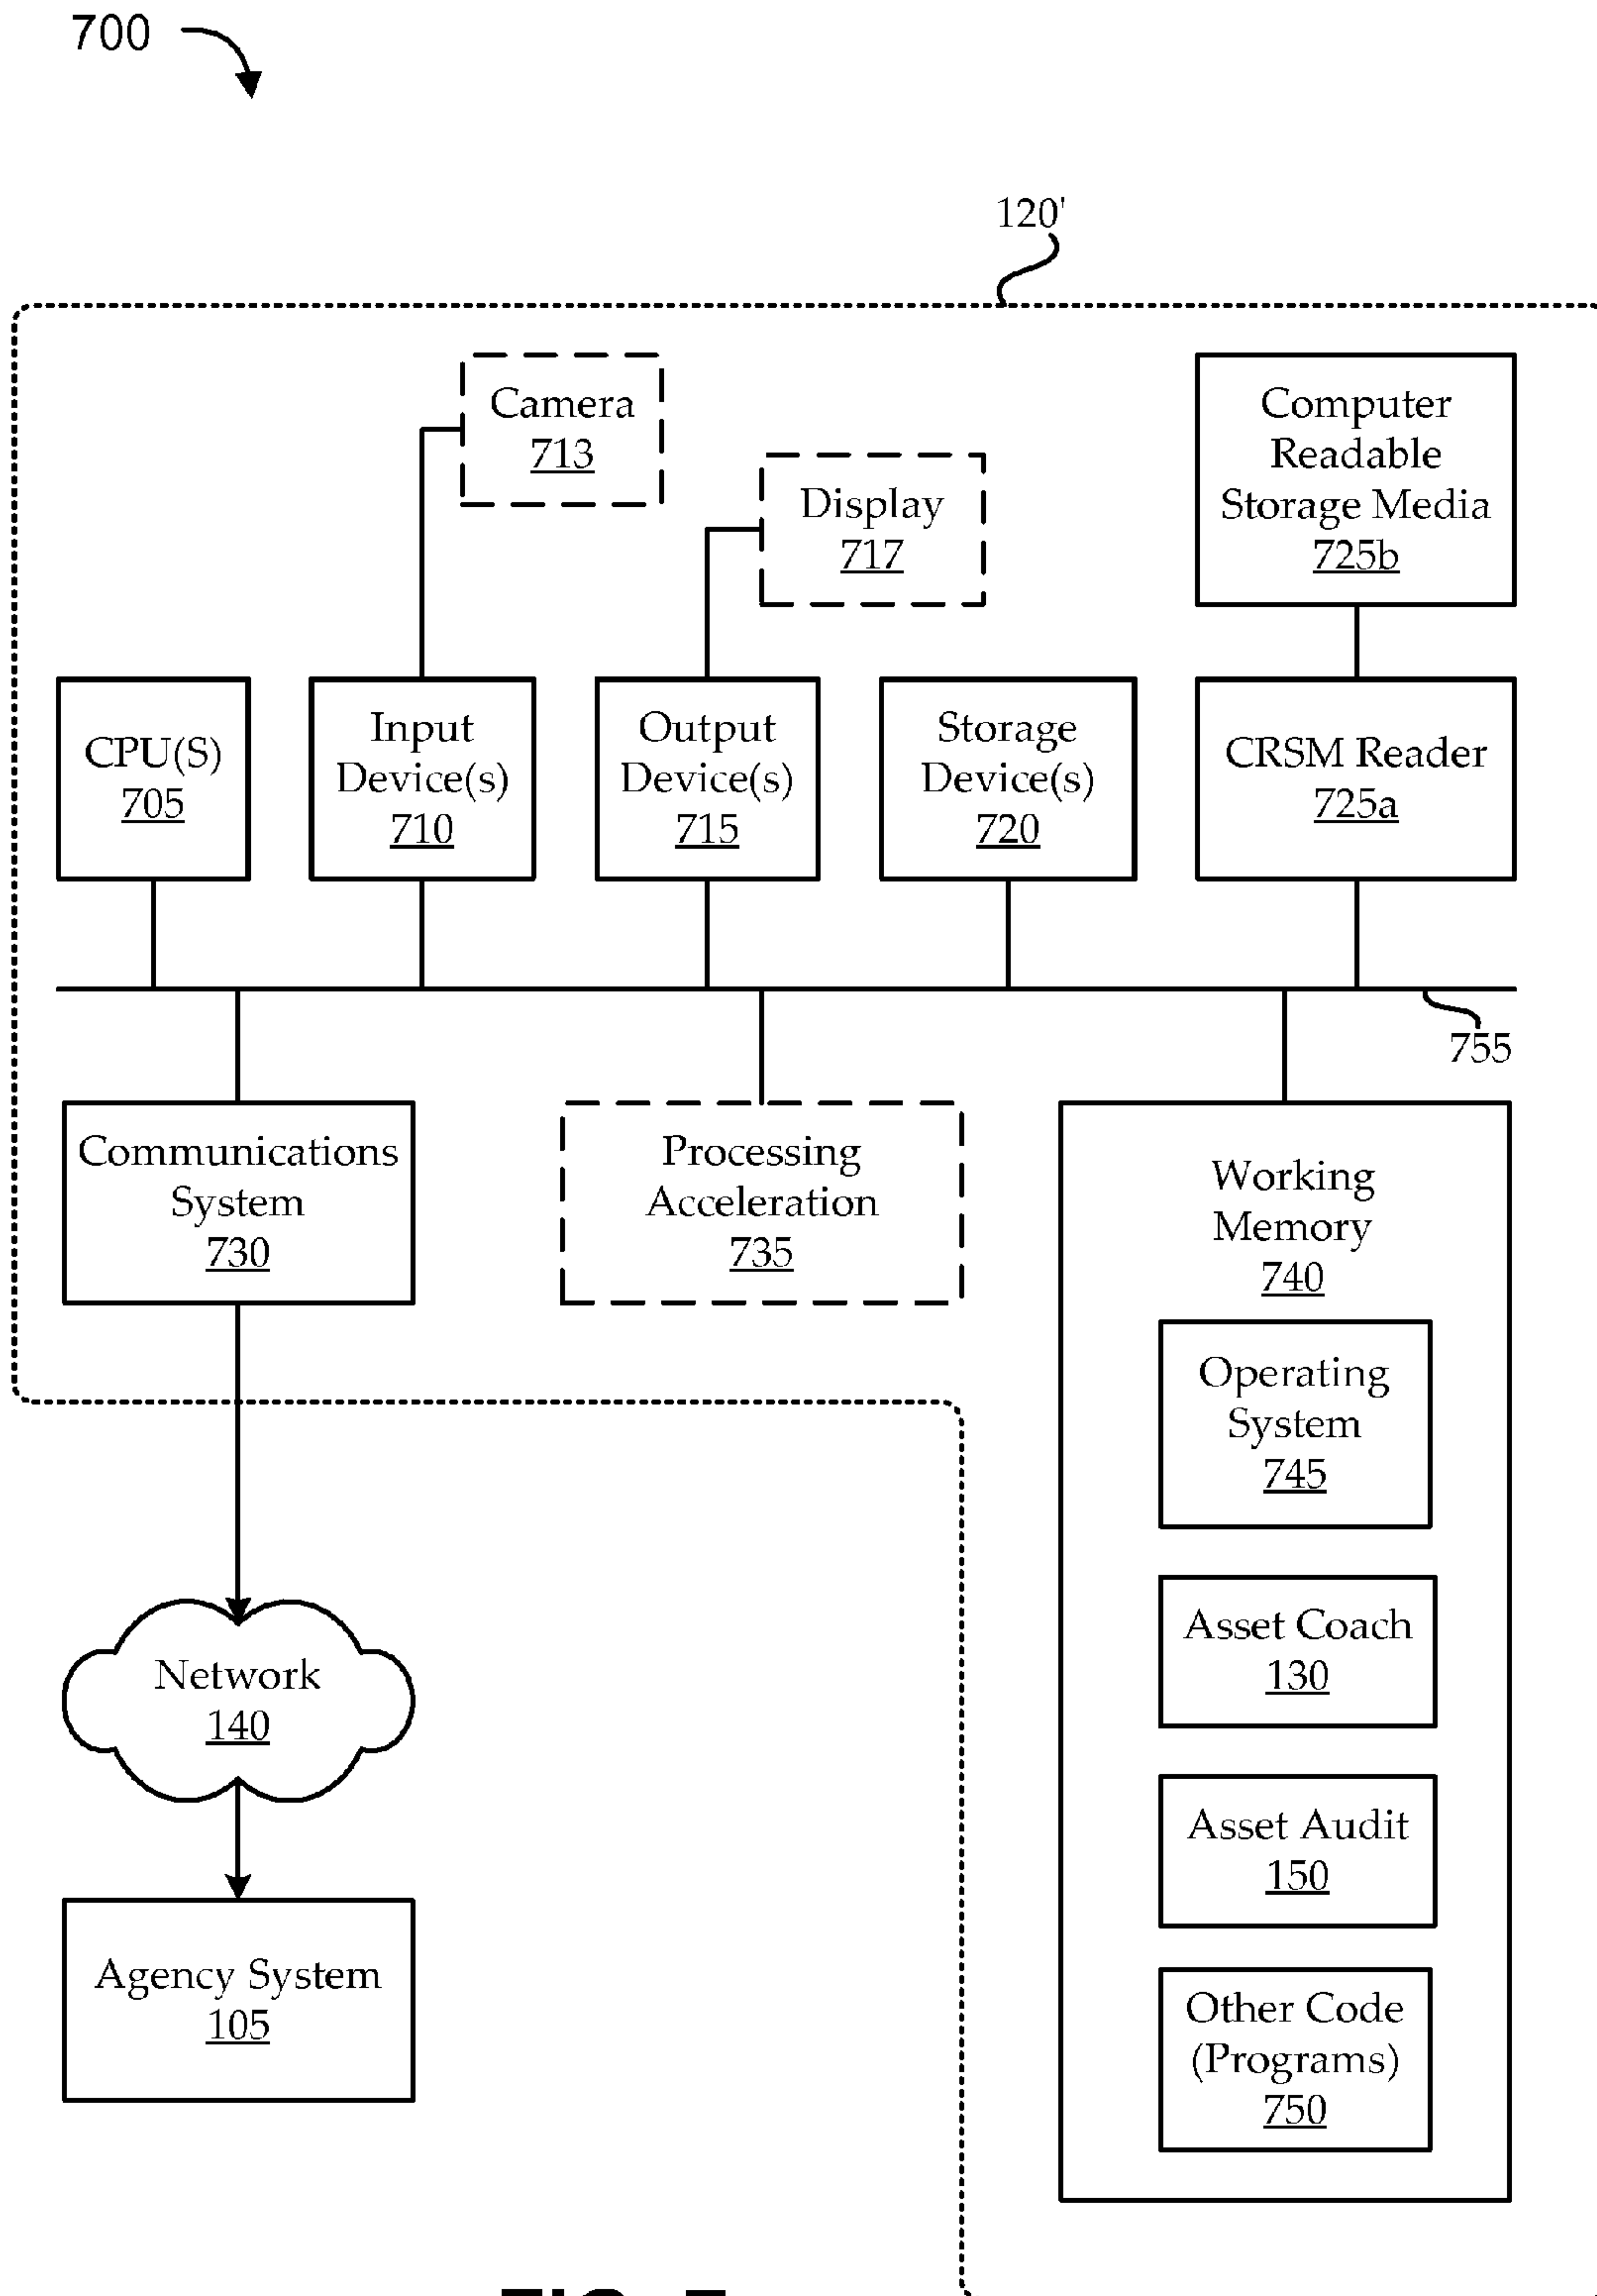 700
120'
Camera
713
Display
717
Computer
Readable
Storage Media
725b
CPU(S)
705
Input
Device(s)
710
Output
Device(s)
715
Storage
Device(s)
720
CRSM Reader
725a
755
Communications
System
730
Processing
Acceleration
735
Working
Memory
740
Operating
System
745
Asset Coach
130
Asset Audit
150
Other Code
(Programs)
750
Network
140
Agency System
105